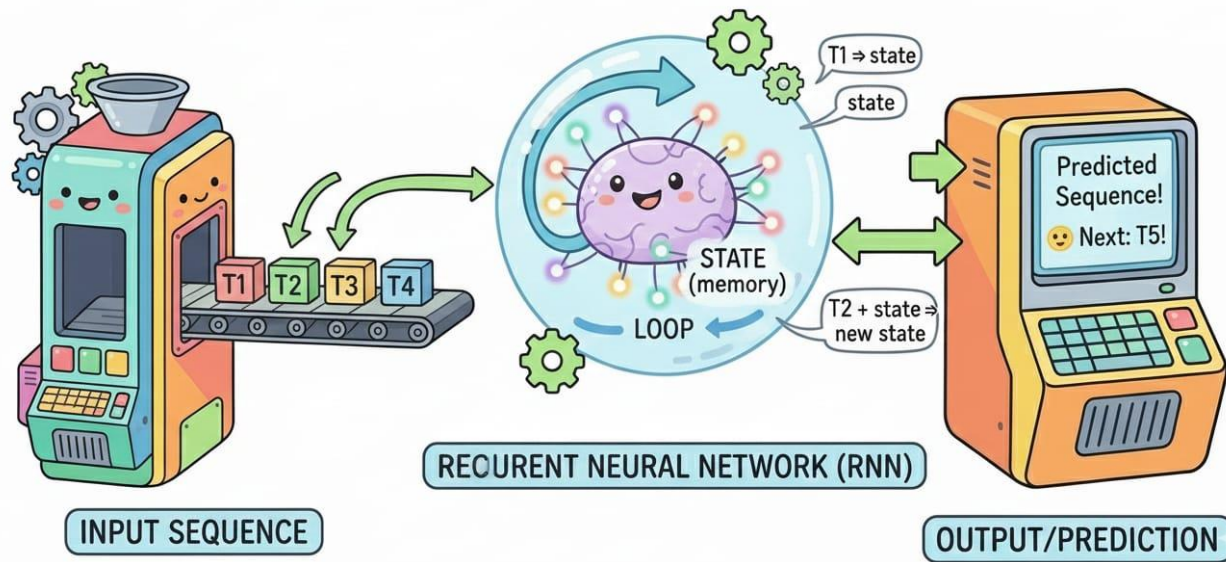 T1
T2
T3
T4
INPUT SEQUENCE
T1 ⇒ state
state
STATE
(memory)
LOOP
T2 + state ⇒
new state
RECURENT NEURAL NETWORK (RNN)
Predicted
Sequence!
🙂 Next: T5!
OUTPUT/PREDICTION